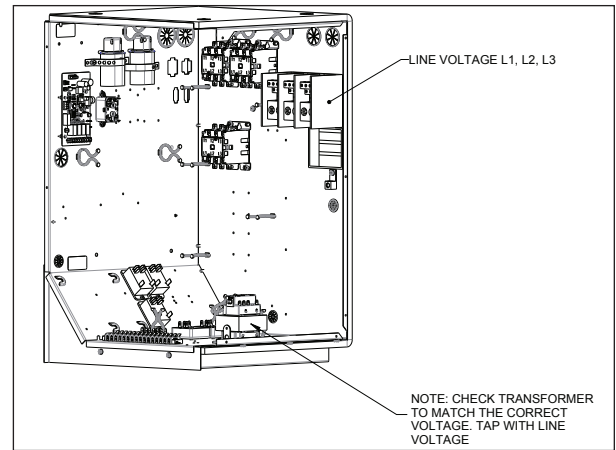 LINE VOLTAGE L1, L2, L3
NOTE: CHECK TRANSFORMER
TO MATCH THE CORRECT
VOLTAGE. TAP WITH LINE
VOLTAGE